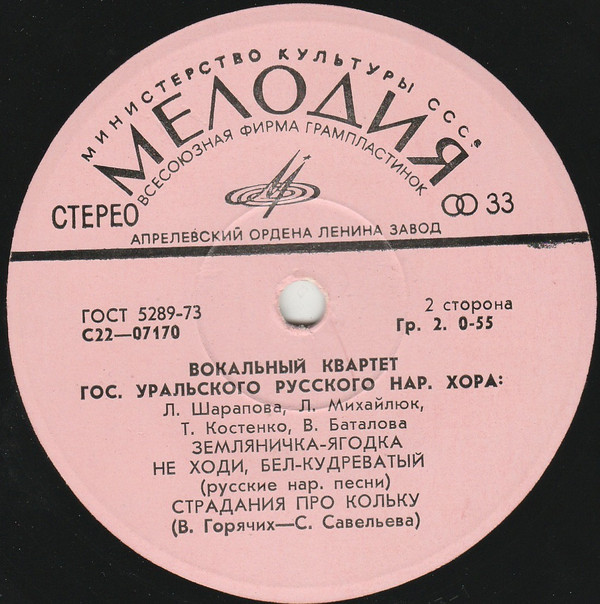 МИНИСТЕРСТВО КУЛЬТУРЫ СССР
МЕЛОДИЯ
ВСЕСОЮЗНАЯ ФИРМА ГРАМПЛАСТИНОК
СТЕРЕО
33
АПРЕЛЕВСКИЙ ОРДЕНА ЛЕНИНА ЗАВОД
ГОСТ 5289-73
2 сторона
С22—07170
Гр. 2. 0-55
ВОКАЛЬНЫЙ КВАРТЕТ
ГОС. УРАЛЬСКОГО РУССКОГО НАР. ХОРА:
Л. Шарапова, Л. Михайлюк,
Т. Костенко, В. Баталова
ЗЕМЛЯНИЧКА-ЯГОДКА
НЕ ХОДИ, БЕЛ-КУДРЕВАТЫЙ
(русские нар. песни)
СТРАДАНИЯ ПРО КОЛЬКУ
(В. Горячих—С. Савельева)